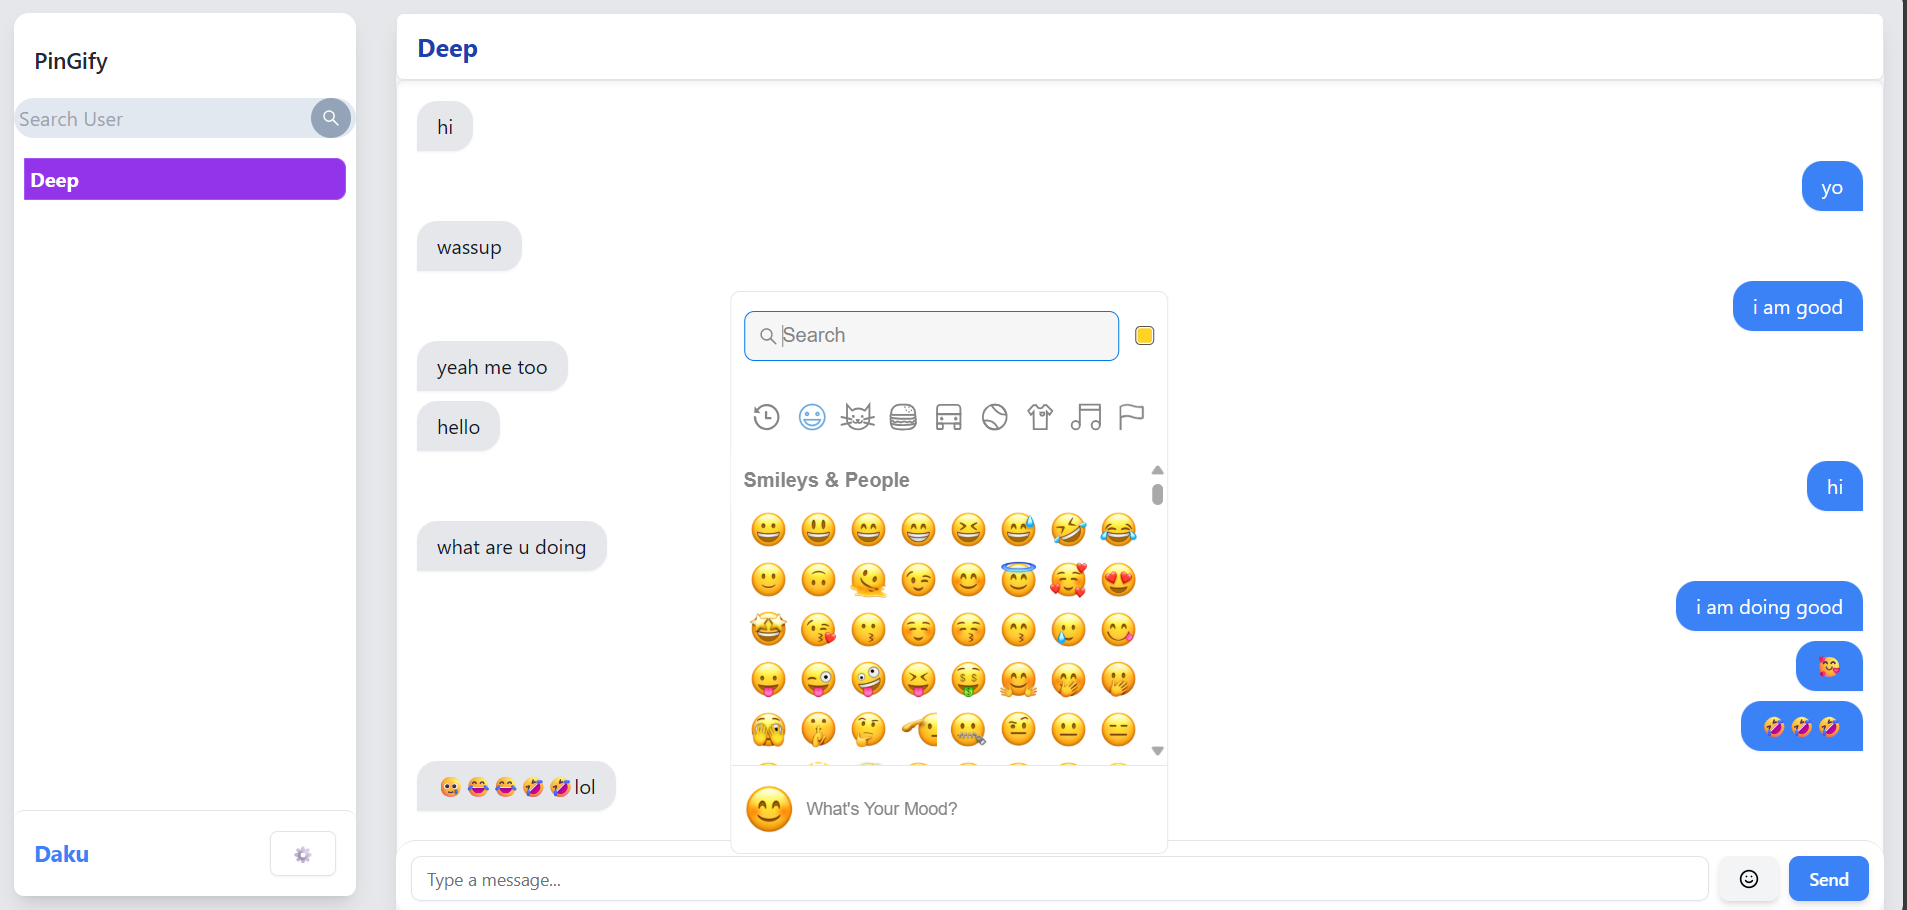 PinGify
Search User
Deep
Daku
Deep
hi
yo
wassup
i am good
yeah me too
hello
hi
what are u doing
i am doing good
🥰
🤣🤣🤣
🥲😂😂🤣🤣lol
Search
Smileys & People
What's Your Mood?
Type a message...
Send